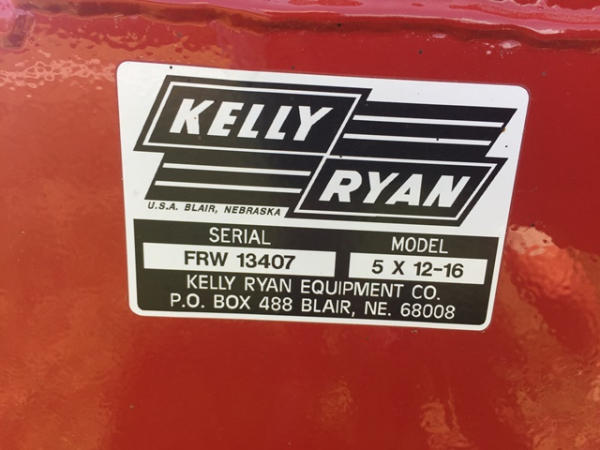 KELLY
RYAN
U.S.A. BLAIR, NEBRASKA
SERIAL MODEL
FRW 13407 5 X 12-16
KELLY RYAN EQUIPMENT CO.
P.O. BOX 488 BLAIR, NE. 68008